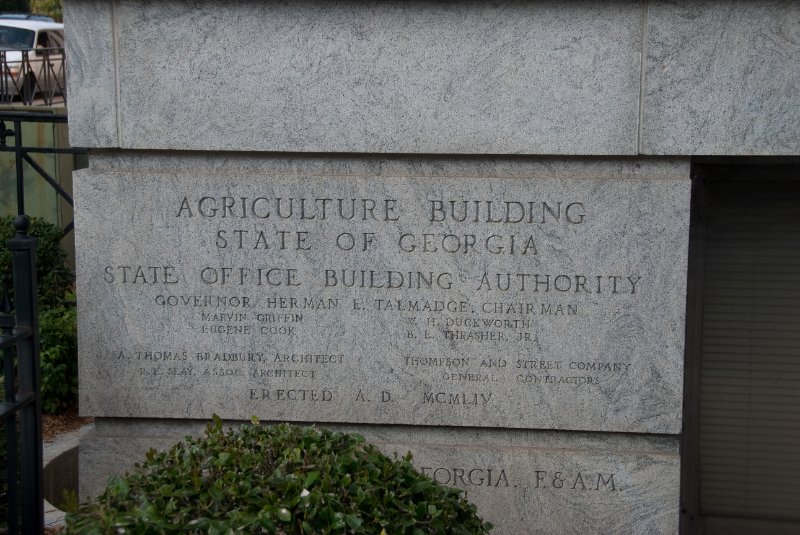 AGRICULTURE BUILDING
STATE OF GEORGIA
STATE OFFICE BUILDING AUTHORITY
GOVERNOR HERMAN E. TALMADGE, CHAIRMAN
MARVIN GRIFFIN Z. H. DUCKWORTH
EUGENE COOK B. E. THRASHER, JR.
A. THOMAS BRADBURY, ARCHITECT THOMPSON AND STREET COMPANY
R. E. SLAY, ASSOC. ARCHITECT GENERAL CONTRACTORS
ERECTED A. D. MCMLIV
GEORGIA, F. & A. M.